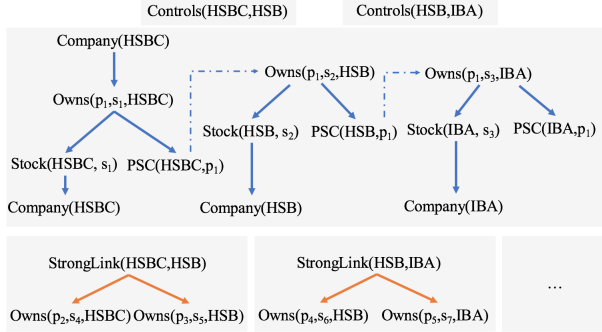 Controls(HSBC,HSB) Controls(HSB,IBA)
Company(HSBC)
Owns(p₁,s₁,HSBC) Owns(p₁,s₂,HSB) Owns(p₁,s₃,IBA)
Stock(HSBC, s₁) PSC(HSBC,p₁) Stock(HSB, s₂) PSC(HSB,p₁) Stock(IBA, s₃) PSC(IBA,p₁)
Company(HSBC) Company(HSB) Company(IBA)
StrongLink(HSBC,HSB) StrongLink(HSB,IBA)
Owns(p₂,s₄,HSBC) Owns(p₃,s₅,HSB) Owns(p₄,s₆,HSB) Owns(p₅,s₇,IBA)
...